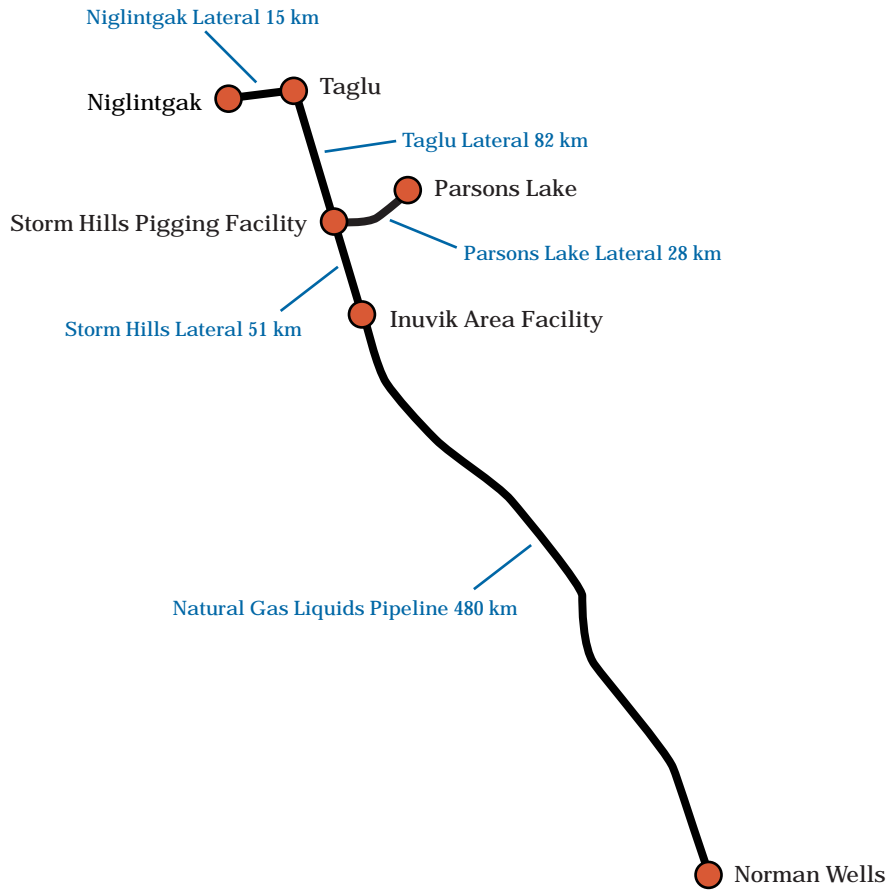 Niglintgak Lateral 15 km
Taglu
Niglintgak
Taglu Lateral 82 km
Parsons Lake
Storm Hills Pigging Facility
Parsons Lake Lateral 28 km
Inuvik Area Facility
Storm Hills Lateral 51 km
Natural Gas Liquids Pipeline 480 km
Norman Wells